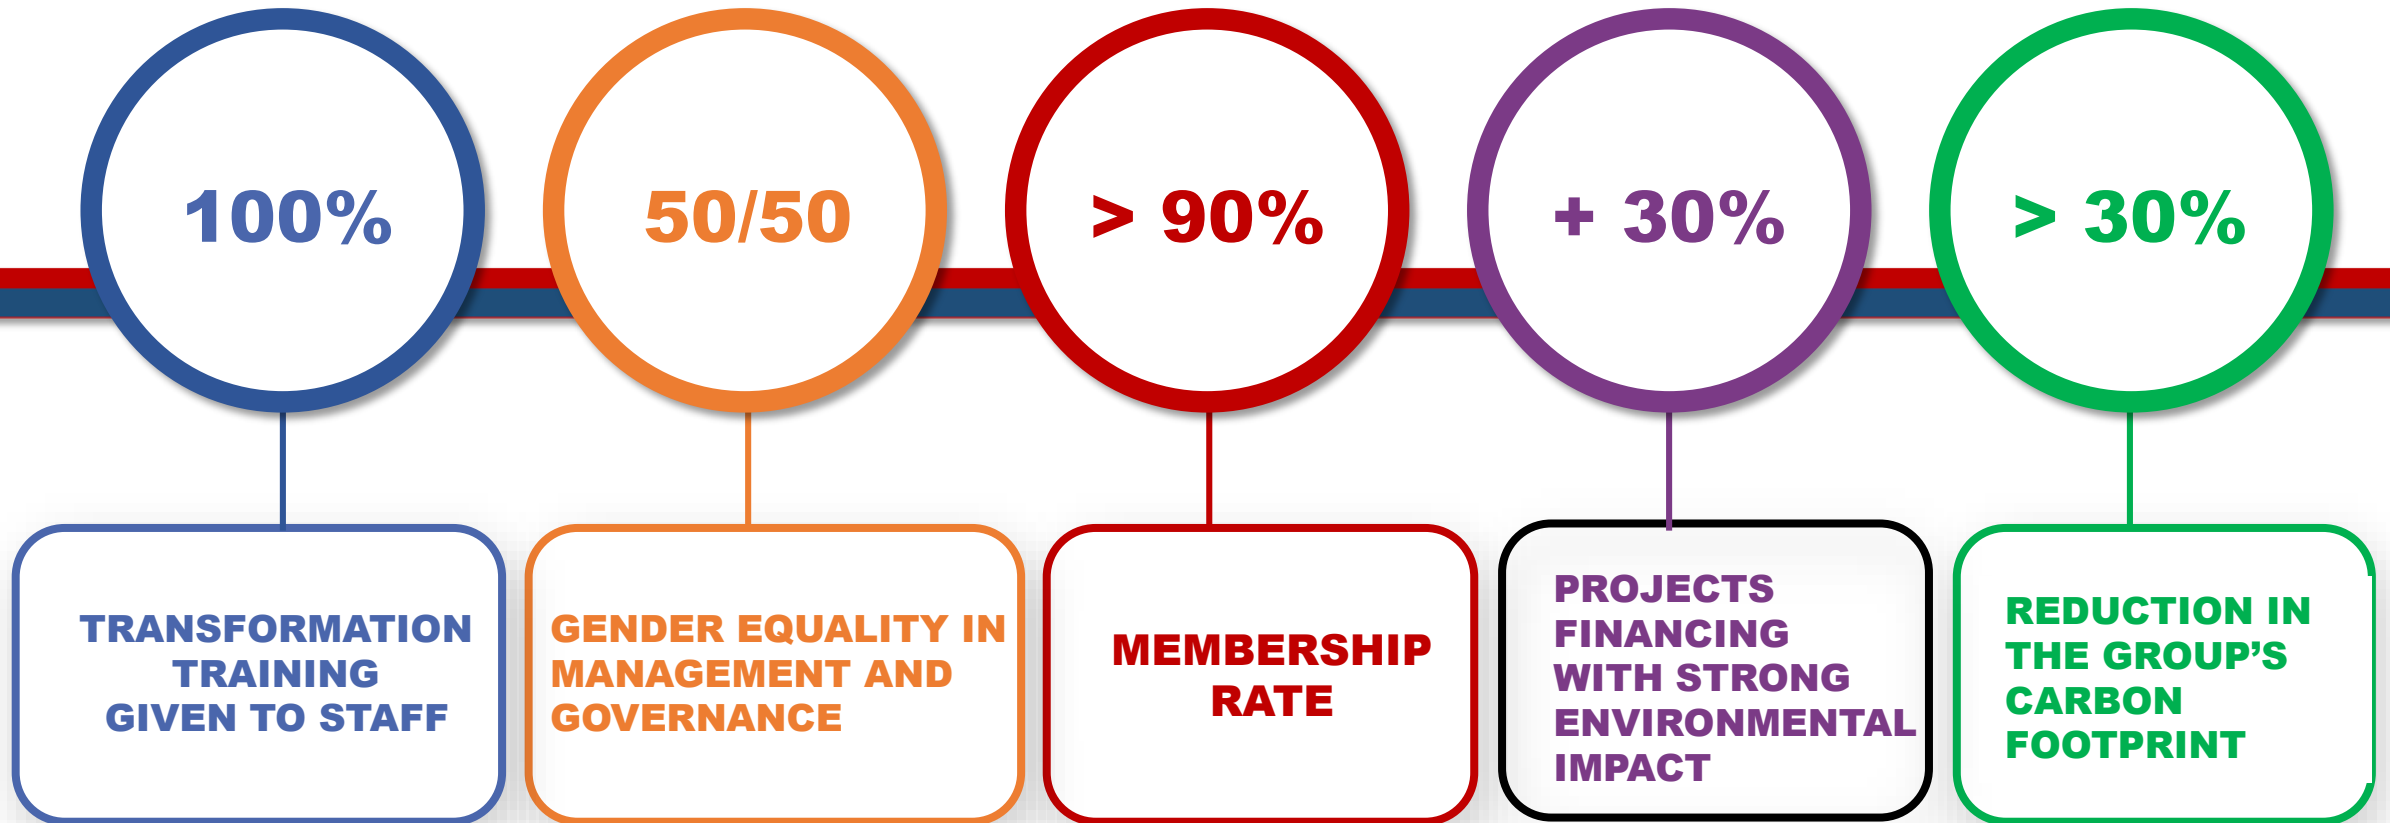 100%
50/50
> 90%
+ 30%
> 30%
TRANSFORMATION
TRAINING
GIVEN TO STAFF
GENDER EQUALITY IN
MANAGEMENT AND
GOVERNANCE
MEMBERSHIP
RATE
PROJECTS
FINANCING
WITH STRONG
ENVIRONMENTAL
IMPACT
REDUCTION IN
THE GROUP’S
CARBON
FOOTPRINT